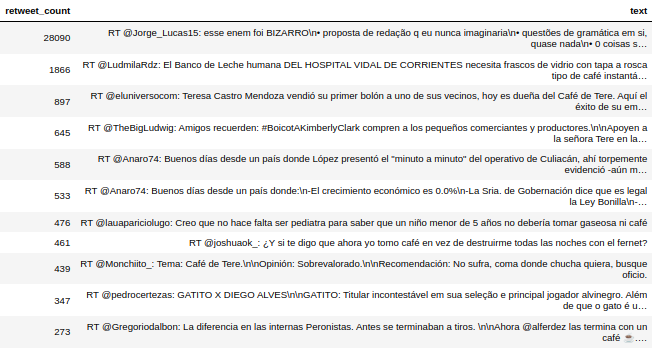 retweet_count text
28090 RT @Jorge_Lucas15: esse enem foi BIZARRO\n• proposta de redação q eu nunca imaginaria\n• questões de gramática em si,
quase nada\n• 0 coisas s…
1866 RT @LudmilaRdz: El Banco de Leche humana DEL HOSPITAL VIDAL DE CORRIENTES necesita frascos de vidrio con tapa a rosca
tipo de café instantá…
897 RT @eluniversocom: Teresa Castro Mendoza vendió su primer bolón a uno de sus vecinos, hoy es dueña del Café de Tere. Aquí el
éxito de su em…
645 RT @TheBigLudwig: Amigos recuerden: #BoicotAKimberlyClark compren a los pequeños comerciantes y productores.\n\nApoyen a
la señora Tere en la…
588 RT @Anaro74: Buenos días desde un país donde López presentó el "minuto a minuto" del operativo de Culiacán, ahí torpemente
evidenció -aún m…
533 RT @Anaro74: Buenos días desde un país donde:\n-El crecimiento económico es 0.0%\n-La Sria. de Gobernación dice que es legal
la Ley Bonilla\n-…
476 RT @lauapariciolugo: Creo que no hace falta ser pediatra para saber que un niño menor de 5 años no debería tomar gaseosa ni café
461 RT @joshuaok_: ¿Y si te digo que ahora yo tomo café en vez de destruirme todas las noches con el fernet?
439 RT @Monchiito_: Tema: Café de Tere.\n\nOpinión: Sobrevalorado.\n\nRecomendación: No sufra, coma donde chucha quiera, busque
oficio.
347 RT @pedrocertezas: GATITO X DIEGO ALVES\n\nGATITO: Titular incontestável em sua seleção e principal jogador alvinegro. Além
de que o gato é u…
273 RT @Gregoriodalbon: La diferencia en las internas Peronistas. Antes se terminaban a tiros. \n\nAhora @alferdez las termina con un
café ☕….